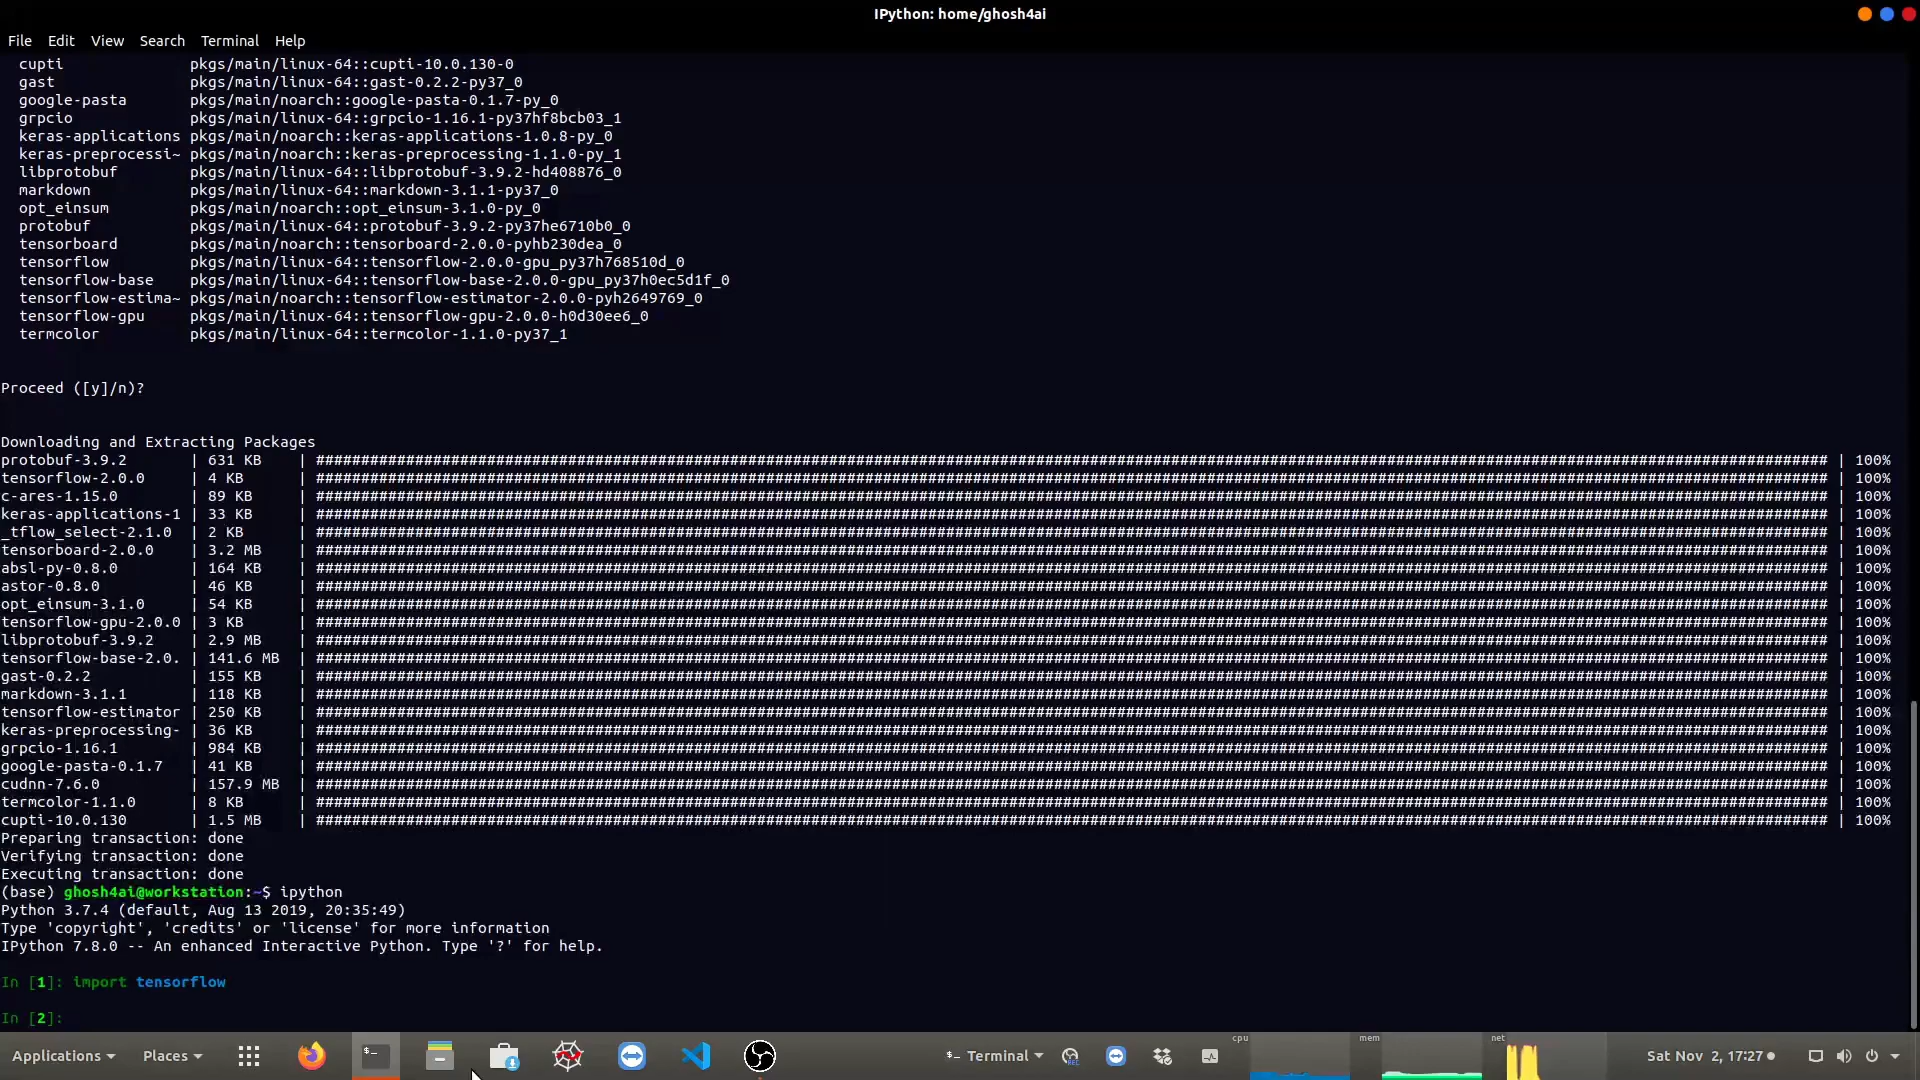 IPython: home/ghosh4ai
File Edit View Search Terminal Help
cupti pkgs/main/linux-64::cupti-10.0.130-0
gast pkgs/main/linux-64::gast-0.2.2-py37_0
google-pasta pkgs/main/noarch::google-pasta-0.1.7-py_0
grpcio pkgs/main/linux-64::grpcio-1.16.1-py37hf8bcb03_1
keras-applications pkgs/main/noarch::keras-applications-1.0.8-py_0
keras-preprocessi~ pkgs/main/noarch::keras-preprocessing-1.1.0-py_1
libprotobuf pkgs/main/linux-64::libprotobuf-3.9.2-hd408876_0
markdown pkgs/main/linux-64::markdown-3.1.1-py37_0
opt_einsum pkgs/main/noarch::opt_einsum-3.1.0-py_0
protobuf pkgs/main/linux-64::protobuf-3.9.2-py37he6710b0_0
tensorboard pkgs/main/noarch::tensorboard-2.0.0-pyhb230dea_0
tensorflow pkgs/main/linux-64::tensorflow-2.0.0-gpu_py37h768510d_0
tensorflow-base pkgs/main/linux-64::tensorflow-base-2.0.0-gpu_py37h0ec5d1f_0
tensorflow-estima~ pkgs/main/noarch::tensorflow-estimator-2.0.0-pyh2649769_0
tensorflow-gpu pkgs/main/linux-64::tensorflow-gpu-2.0.0-h0d30ee6_0
termcolor pkgs/main/linux-64::termcolor-1.1.0-py37_1
Proceed ([y]/n)?
Downloading and Extracting Packages
protobuf-3.9.2 | 631 KB | ######## | 100%
tensorflow-2.0.0 | 4 KB | ######## | 100%
c-ares-1.15.0 | 89 KB | ######## | 100%
keras-applications-1 | 33 KB | ######## | 100%
_tflow_select-2.1.0 | 2 KB | ######## | 100%
tensorboard-2.0.0 | 3.2 MB | ######## | 100%
absl-py-0.8.0 | 164 KB | ######## | 100%
astor-0.8.0 | 46 KB | ######## | 100%
opt_einsum-3.1.0 | 54 KB | ######## | 100%
tensorflow-gpu-2.0.0 | 3 KB | ######## | 100%
libprotobuf-3.9.2 | 2.9 MB | ######## | 100%
tensorflow-base-2.0. | 141.6 MB | ######## | 100%
gast-0.2.2 | 155 KB | ######## | 100%
markdown-3.1.1 | 118 KB | ######## | 100%
tensorflow-estimator | 250 KB | ######## | 100%
keras-preprocessing- | 36 KB | ######## | 100%
grpcio-1.16.1 | 984 KB | ######## | 100%
google-pasta-0.1.7 | 41 KB | ######## | 100%
cudnn-7.6.0 | 157.9 MB | ######## | 100%
termcolor-1.1.0 | 8 KB | ######## | 100%
cupti-10.0.130 | 1.5 MB | ######## | 100%
Preparing transaction: done
Verifying transaction: done
Executing transaction: done
(base) ghosh4ai@workstation:~$ ipython
Python 3.7.4 (default, Aug 13 2019, 20:35:49)
Type 'copyright', 'credits' or 'license' for more information
IPython 7.8.0 -- An enhanced Interactive Python. Type '?' for help.
In [1]: import tensorflow
In [2]:
Applications Places Terminal cpu mem net Sat Nov 2, 17:27